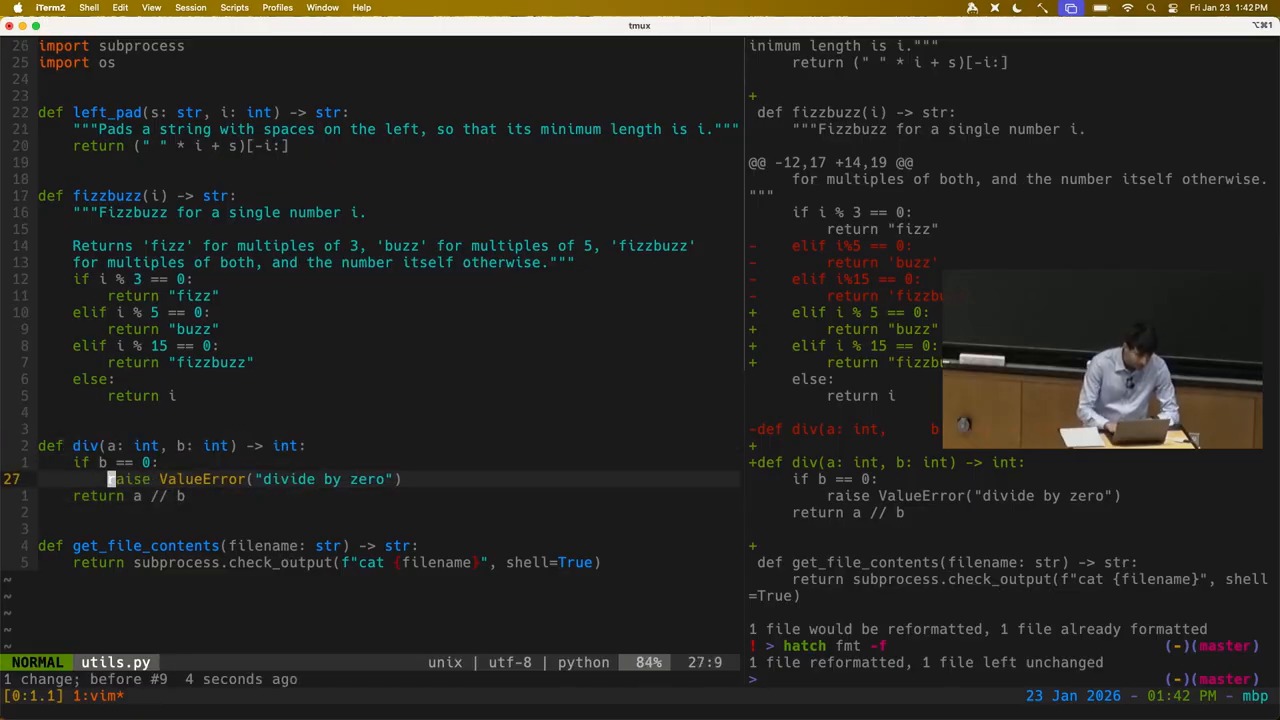 iTerm2 Shell Edit View Session Scripts Profiles Window Help Fri Jan 23 1:42 PM
tmux ⌥⌘1
26 import subprocess
25 import os
24
23
22 def left_pad(s: str, i: int) -> str:
21     """Pads a string with spaces on the left, so that its minimum length is i."""
20     return (" " * i + s)[-i:]
19
18
17 def fizzbuzz(i) -> str:
16     """Fizzbuzz for a single number i.
15
14     Returns 'fizz' for multiples of 3, 'buzz' for multiples of 5, 'fizzbuzz'
13     for multiples of both, and the number itself otherwise."""
12     if i % 3 == 0:
11         return "fizz"
10     elif i % 5 == 0:
9         return "buzz"
8     elif i % 15 == 0:
7         return "fizzbuzz"
6     else:
5         return i
4
3
2 def div(a: int, b: int) -> int:
1     if b == 0:
27         raise ValueError("divide by zero")
1     return a // b
2
3
4 def get_file_contents(filename: str) -> str:
5     return subprocess.check_output(f"cat {filename}", shell=True)
~
~
~
~
~
NORMAL utils.py unix | utf-8 | python 84% 27:9
1 change; before #9 4 seconds ago
inimum length is i."""
     return (" " * i + s)[-i:]
+
 def fizzbuzz(i) -> str:
     """Fizzbuzz for a single number i.
@@ -12,17 +14,19 @@
     for multiples of both, and the number itself otherwise.
"""
     if i % 3 == 0:
         return "fizz"
-    elif i%5 == 0:
-        return 'buzz'
-    elif i%15 == 0:
-        return 'fizzbu
+    elif i % 5 == 0:
+        return "buzz"
+    elif i % 15 == 0:
+        return "fizzb
     else:
         return i
-def div(a: int,     b
+
+def div(a: int, b: int) -> int:
     if b == 0:
         raise ValueError("divide by zero")
     return a // b
+
 def get_file_contents(filename: str) -> str:
     return subprocess.check_output(f"cat {filename}", shell
=True)
1 file would be reformatted, 1 file already formatted
! > hatch fmt -f (-)(master)
1 file reformatted, 1 file left unchanged
> (-)(master)
[0:1.1] 1:vim* 23 Jan 2026 - 01:42 PM - mbp